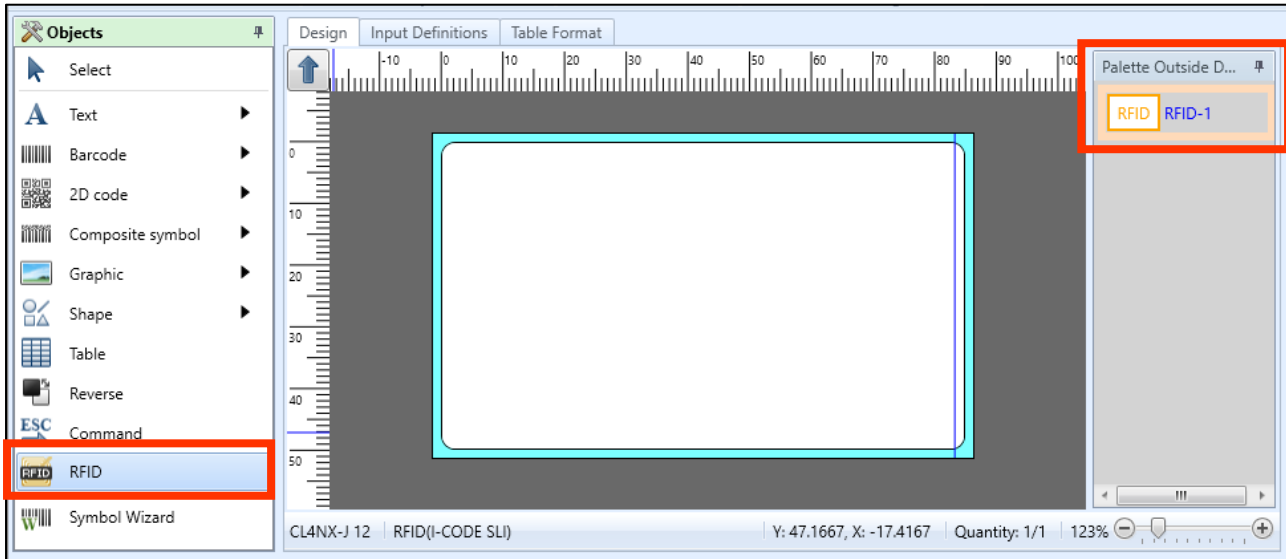 Objects
Select
A Text
Barcode
2D code
Composite symbol
Graphic
Shape
Table
Reverse
ESC Command
RFID RFID
W Symbol Wizard
Design Input Definitions Table Format
-10 0 10 20 30 40 50 60 70 80 90 100
0
10
20
30
40
50
Palette Outside D...
RFID RFID-1
CL4NX-J 12 RFID(I-CODE SLI) Y: 47.1667, X: -17.4167 Quantity: 1/1 123%